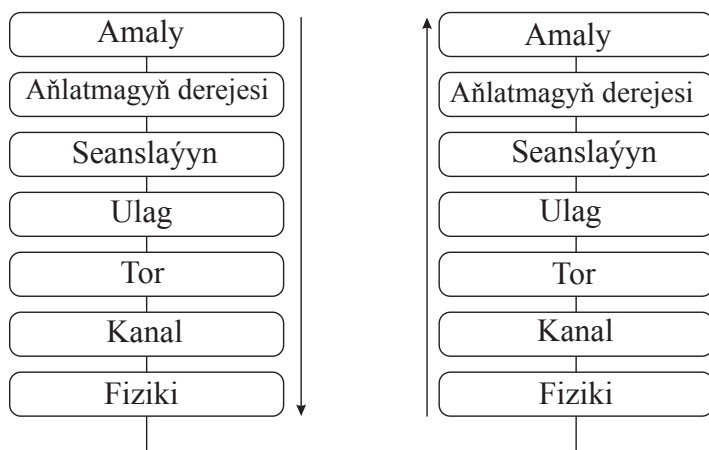 Amaly
Aňlatmagyň derejesi
Seanslaýyn
Ulag
Tor
Kanal
Fiziki
Amaly
Aňlatmagyň derejesi
Seanslaýyn
Ulag
Tor
Kanal
Fiziki